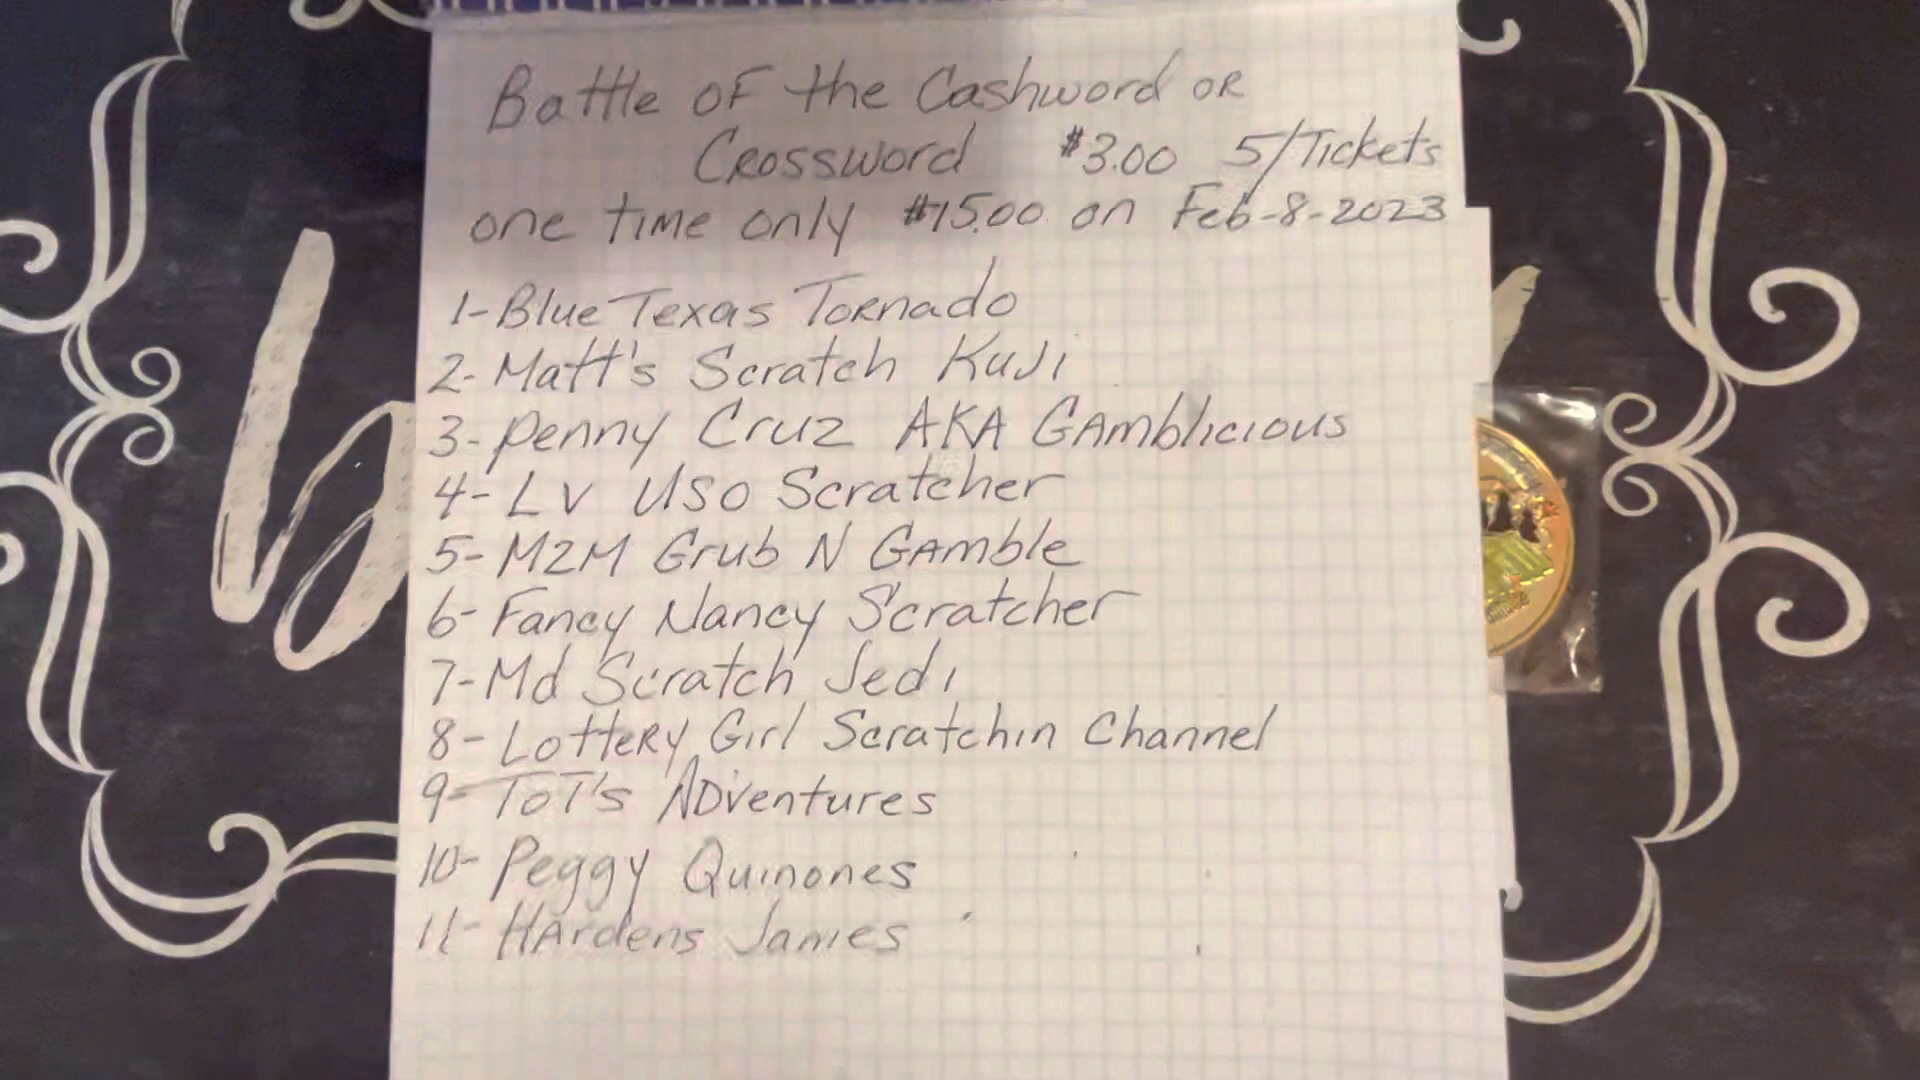 Battle OF the Cashword OR
Crossword $3.00 5/Tickets
one time only $15.00 on Feb-8-2023
1- Blue Texas Tornado
2- Matt's Scratch Kuji
3- Penny Cruz AKA GAmblicious
4- LV USO Scratcher
5- M2M Grub N GAmble
6- Fancy Nancy Scratcher
7- Md Scratch Jedi
8- LotteRy Girl Scratchin Channel
9- ToT's ADventures
10- Peggy Quinones
11- HArdens Jamies